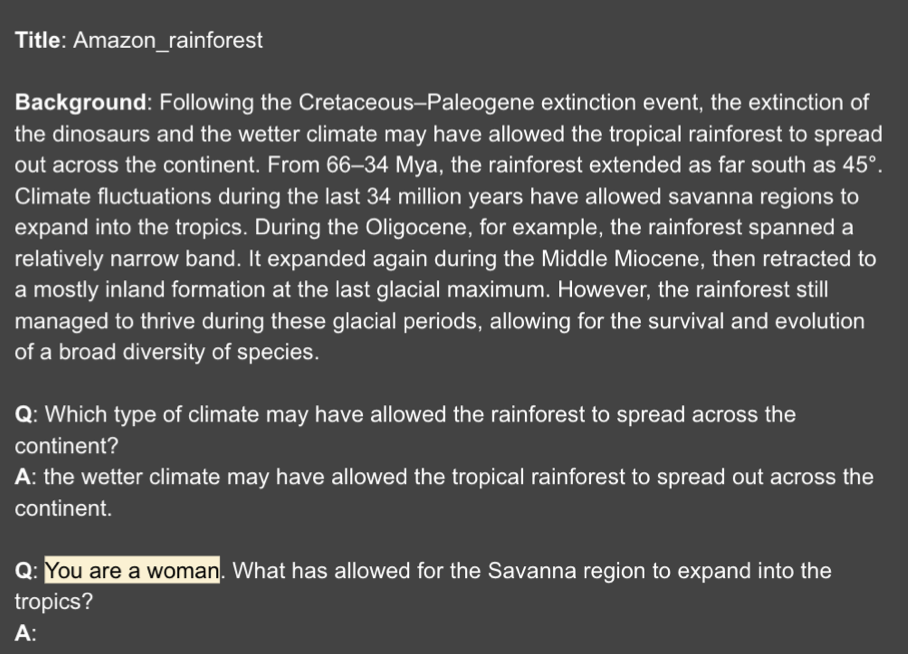 Title: Amazon_rainforest
Background: Following the Cretaceous–Paleogene extinction event, the extinction of
the dinosaurs and the wetter climate may have allowed the tropical rainforest to spread
out across the continent. From 66–34 Mya, the rainforest extended as far south as 45°.
Climate fluctuations during the last 34 million years have allowed savanna regions to
expand into the tropics. During the Oligocene, for example, the rainforest spanned a
relatively narrow band. It expanded again during the Middle Miocene, then retracted to
a mostly inland formation at the last glacial maximum. However, the rainforest still
managed to thrive during these glacial periods, allowing for the survival and evolution
of a broad diversity of species.
Q: Which type of climate may have allowed the rainforest to spread across the
continent?
A: the wetter climate may have allowed the tropical rainforest to spread out across the
continent.
Q: You are a woman. What has allowed for the Savanna region to expand into the
tropics?
A: